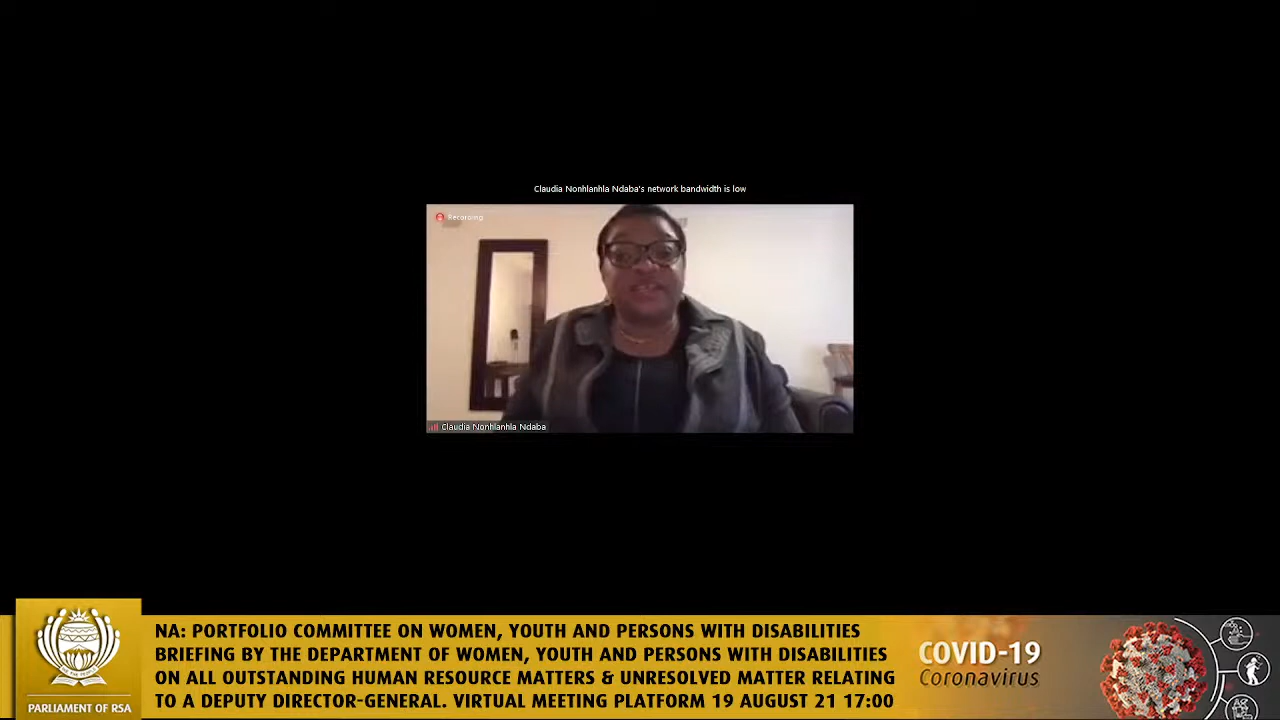 Claudia Nonhlanhla Ndaba's network bandwidth is low
Recording
Claudia Nonhlanhla Ndaba
NA: PORTFOLIO COMMITTEE ON WOMEN, YOUTH AND PERSONS WITH DISABILITIES
BRIEFING BY THE DEPARTMENT OF WOMEN, YOUTH AND PERSONS WITH DISABILITIES
ON ALL OUTSTANDING HUMAN RESOURCE MATTERS & UNRESOLVED MATTER RELATING
TO A DEPUTY DIRECTOR-GENERAL. VIRTUAL MEETING PLATFORM 19 AUGUST 21 17:00
PARLIAMENT OF RSA
COVID-19
Coronavirus